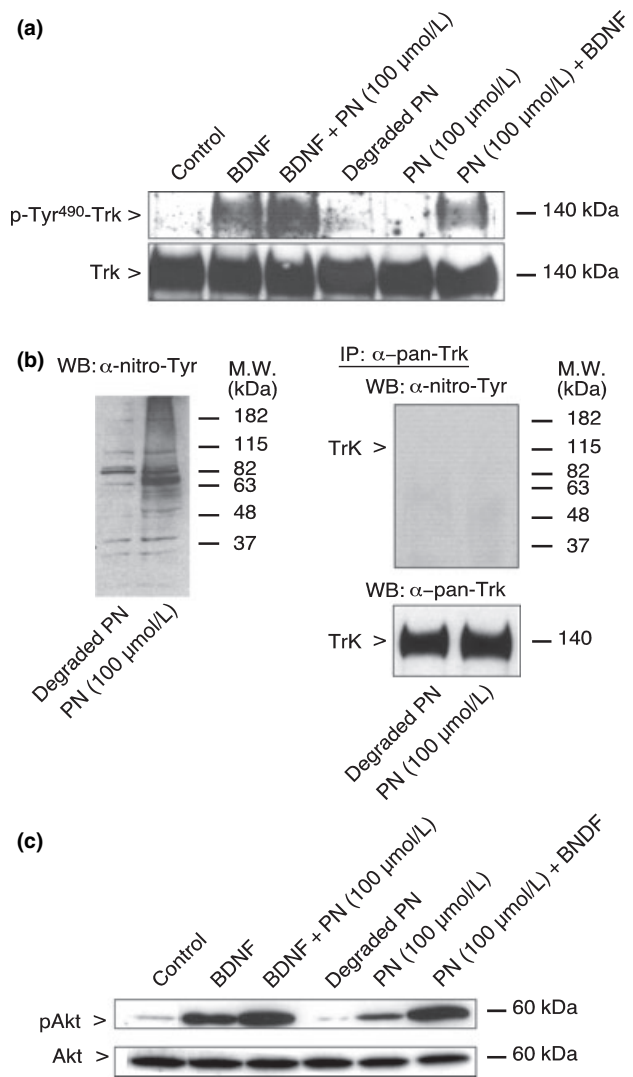 (a)
Control
BDNF
BDNF + PN (100 µmol/L)
Degraded PN
PN (100 µmol/L)
PN (100 µmol/L) + BDNF
p-Tyr490-Trk >
140 kDa
Trk >
140 kDa
(b)
WB: α-nitro-Tyr
M.W.
(kDa)
182
115
82
63
48
37
Degraded PN
PN (100 µmol/L)
IP: α–pan-Trk
WB: α-nitro-Tyr
M.W.
(kDa)
TrK >
182
115
82
63
48
37
WB: α–pan-Trk
TrK >
140
Degraded PN
PN (100 µmol/L)
(c)
Control
BDNF
BDNF + PN (100 µmol/L)
Degraded PN
PN (100 µmol/L)
PN (100 µmol/L) + BNDF
pAkt >
60 kDa
Akt >
60 kDa